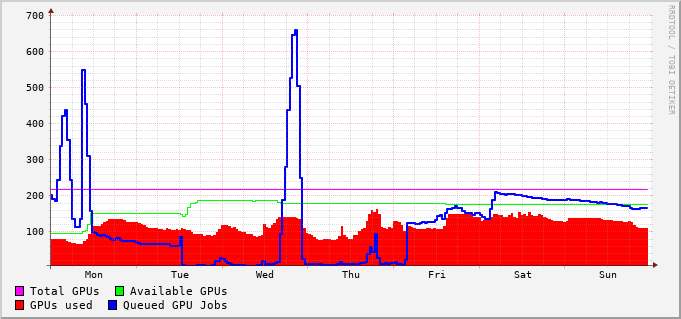 700
600
500
400
300
200
100
Mon Tue Wed Thu Fri Sat Sun
Total GPUs Available GPUs
GPUs used Queued GPU Jobs
RRDTOOL / TOBI OETIKER